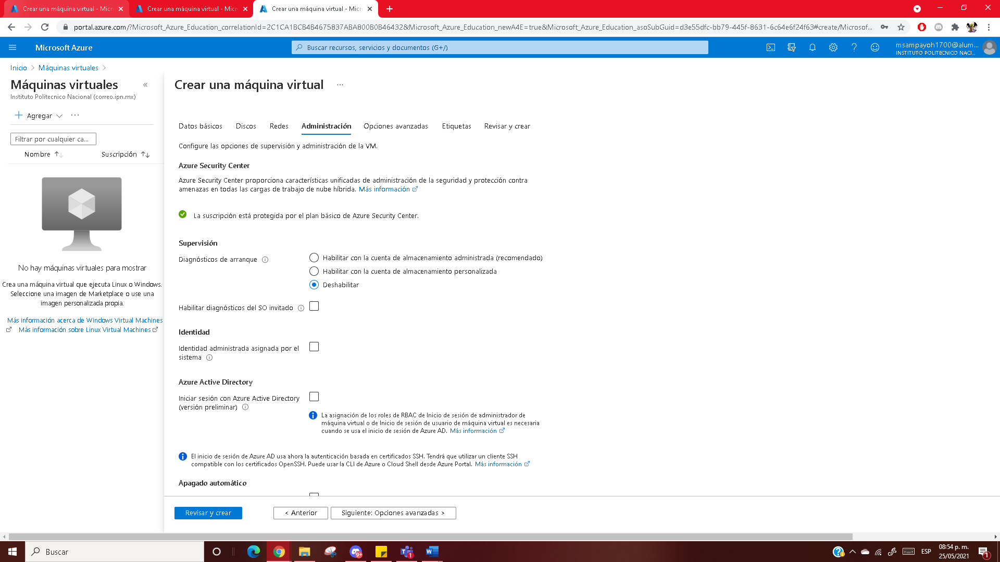 Crear una máquina virtual - Micr
Crear una máquina virtual - Micr
Crear una máquina virtual - Micr
portal.azure.com/?Microsoft_Azure_Education_correlationId=2C1CA1BCB4B4675837ABA800B0B46432&Microsoft_Azure_Education_newA4E=true&Microsoft_Azure_Education_asoSubGuid=d3e55dfc-bb79-445f-8631-6c64e6f24f63#create/Microsof...
Microsoft Azure
Buscar recursos, servicios y documentos (G+/)
msampayoh1700@alum...
INSTITUTO POLITECNICO NACI...
Inicio > Máquinas virtuales >
Máquinas virtuales
«
Instituto Politecnico Nacional (correo.ipn.mx)
+ Agregar ...
Filtrar por cualquier ca...
Nombre
Suscripción
No hay máquinas virtuales para mostrar
Crea una máquina virtual que ejecuta Linux o Windows.
Seleccione una imagen de Marketplace o use una
imagen personalizada propia.
Más información acerca de Windows Virtual Machines
Más información sobre Linux Virtual Machines
Crear una máquina virtual ...
Datos básicos
Discos
Redes
Administración
Opciones avanzadas
Etiquetas
Revisar y crear
Configure las opciones de supervisión y administración de la VM.
Azure Security Center
Azure Security Center proporciona características unificadas de administración de la seguridad y protección contra
amenazas en todas las cargas de trabajo de nube híbrida. Más información
La suscripción está protegida por el plan básico de Azure Security Center.
Supervisión
Diagnósticos de arranque
Habilitar con la cuenta de almacenamiento administrada (recomendado)
Habilitar con la cuenta de almacenamiento personalizada
Deshabilitar
Habilitar diagnósticos del SO invitado
Identidad
Identidad administrada asignada por el
sistema
Azure Active Directory
Iniciar sesión con Azure Active Directory
(versión preliminar)
La asignación de los roles de RBAC de Inicio de sesión de administrador de
máquina virtual o de Inicio de sesión de usuario de máquina virtual es necesaria
cuando se usa el inicio de sesión de Azure AD. Más información
El inicio de sesión de Azure AD usa ahora la autenticación basada en certificados SSH. Tendrá que utilizar un cliente SSH
compatible con los certificados OpenSSH. Puede usar la CLI de Azure o Cloud Shell desde Azure Portal. Más información
Apagado automático
Revisar y crear
< Anterior
Siguiente: Opciones avanzadas >
Buscar
9+
1
ESP
08:54 p. m.
25/05/2021
1